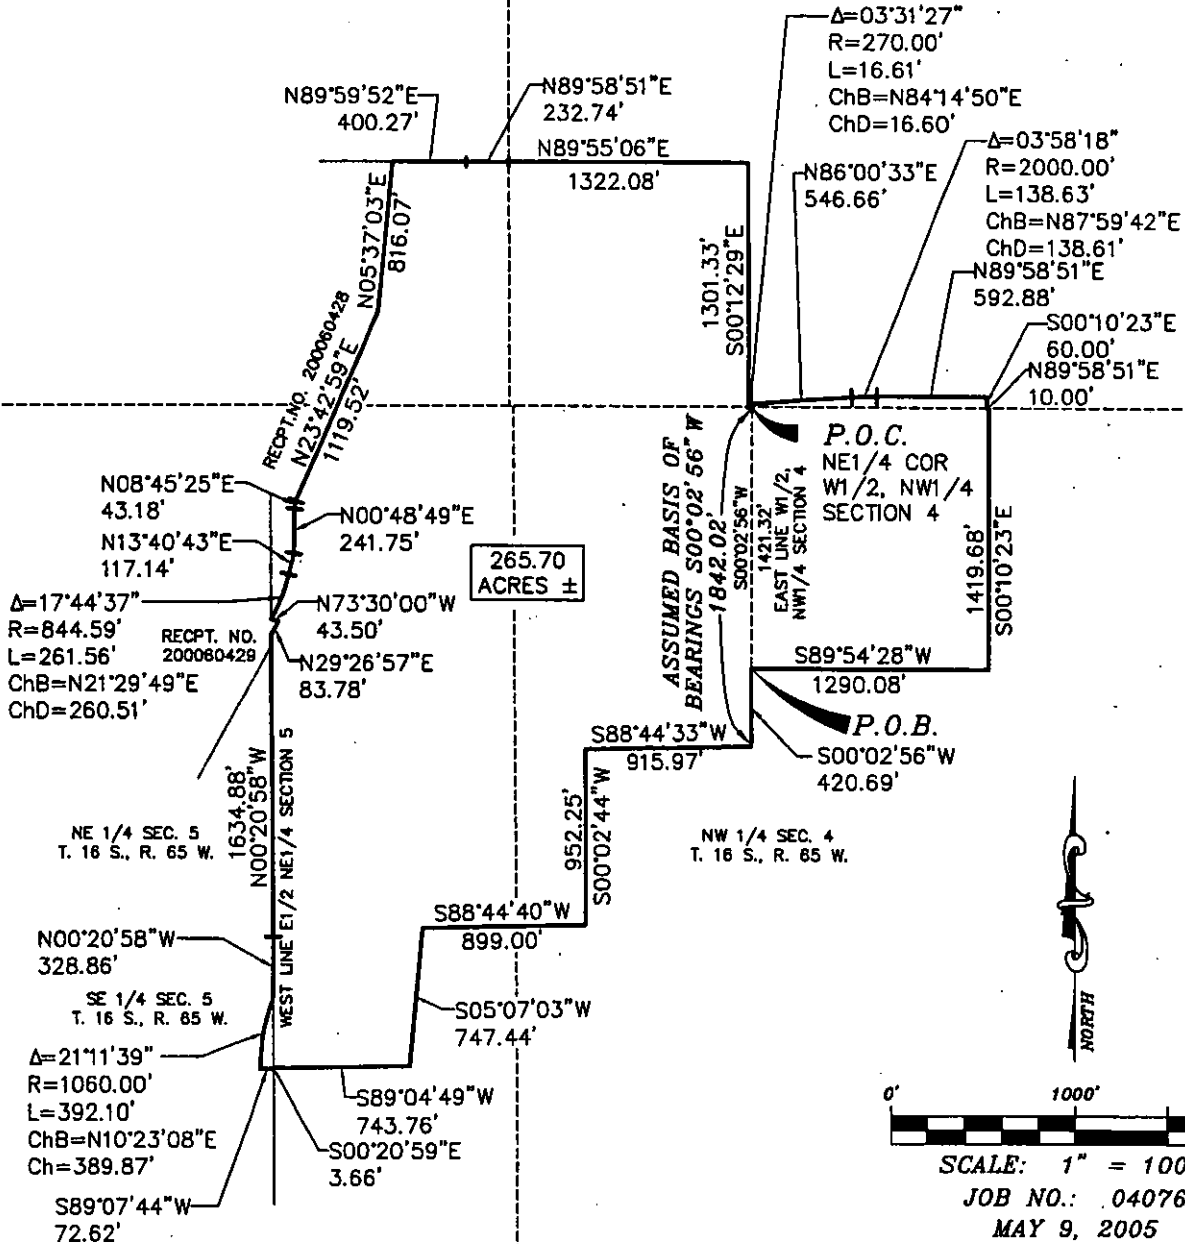 Δ=03°31'27"
R=270.00'
L=16.61'
ChB=N84°14'50"E
ChD=16.60'
N89°59'52"E
400.27'
N89°58'51"E
232.74'
N89°55'06"E
1322.08'
Δ=03°58'18"
R=2000.00'
L=138.63'
ChB=N87°59'42"E
ChD=138.61'
N86°00'33"E
546.66'
N89°58'51"E
592.88'
S00°10'23"E
60.00'
N89°58'51"E
10.00'
N05°37'03"E
816.07'
1301.33'
S00°12'29"E
RECPT.NO. 200060428
N23°42'59"E
1119.52'
P.O.C.
NE1/4 COR
W1/2, NW1/4
SECTION 4
ASSUMED BASIS OF
BEARINGS S00°02'56"W
1842.02'
S00°02'56"W
1421.32'
EAST LINE W1/2,
NW1/4 SECTION 4
1419.68'
S00°10'23"E
N08°45'25"E
43.18'
N00°48'49"E
241.75'
N13°40'43"E
117.14'
265.70
ACRES ±
Δ=17°44'37"
R=844.59'
L=261.56'
ChB=N21°29'49"E
ChD=260.51'
N73°30'00"W
43.50'
RECPT. NO.
200060429
N29°26'57"E
83.78'
S89°54'28"W
1290.08'
P.O.B.
S88°44'33"W
915.97'
S00°02'56"W
420.69'
1634.88'
N00°20'58"W
WEST LINE E1/2 NE1/4 SECTION 5
952.25'
S00°02'44"W
NE 1/4 SEC. 5
T. 16 S., R. 65 W.
NW 1/4 SEC. 4
T. 16 S., R. 65 W.
S88°44'40"W
899.00'
N00°20'58"W
328.86'
SE 1/4 SEC. 5
T. 16 S., R. 65 W.
S05°07'03"W
747.44'
Δ=21°11'39"
R=1060.00'
L=392.10'
ChB=N10°23'08"E
Ch=389.87'
S89°04'49"W
743.76'
S00°20'59"E
3.66'
S89°07'44"W
72.62'
NORTH
0' 1000'
SCALE: 1" = 100
JOB NO.: 04076
MAY 9, 2005